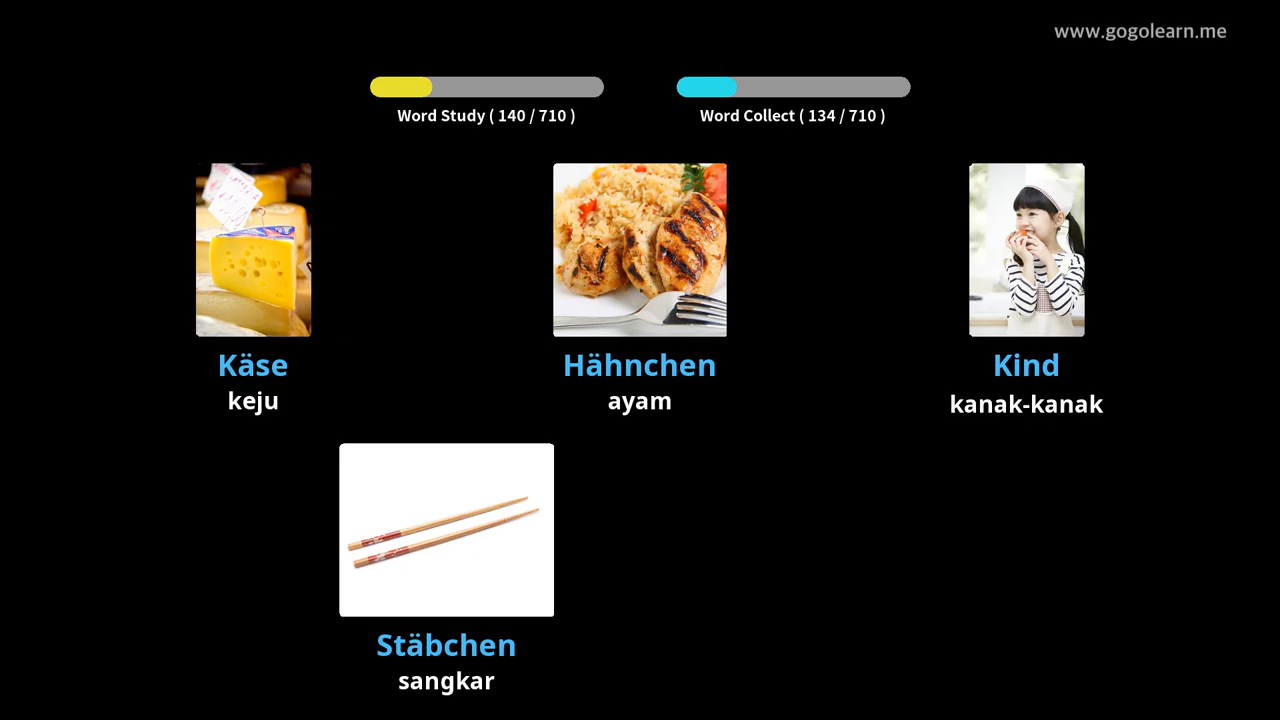 www.gogolearn.me
Word Study ( 140 / 710 )
Word Collect ( 134 / 710 )
Käse
keju
Hähnchen
ayam
Kind
kanak-kanak
Stäbchen
sangkar